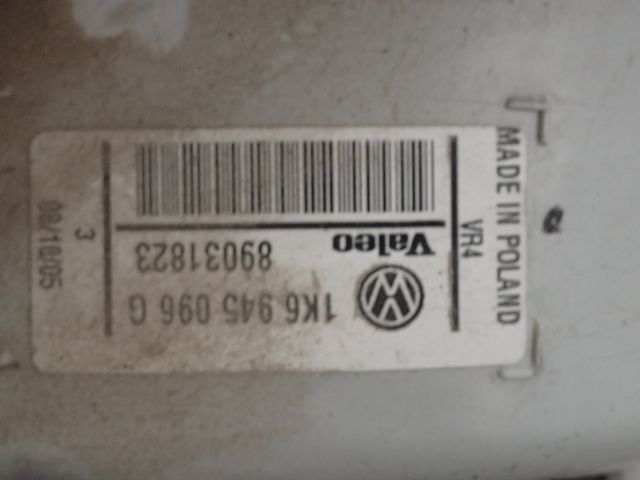 MADE IN POLAND
VR4
1K6 945 096 G
Valeo 89031823
3
08/10/05